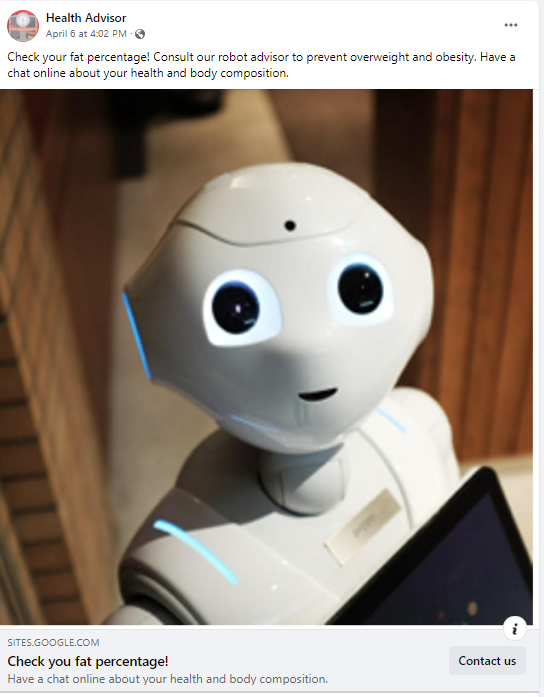 Health Advisor
April 6 at 4:02 PM ·
Check your fat percentage! Consult our robot advisor to prevent overweight and obesity. Have a
chat online about your health and body composition.
SITES.GOOGLE.COM
Check you fat percentage!
Have a chat online about your health and body composition.
Contact us